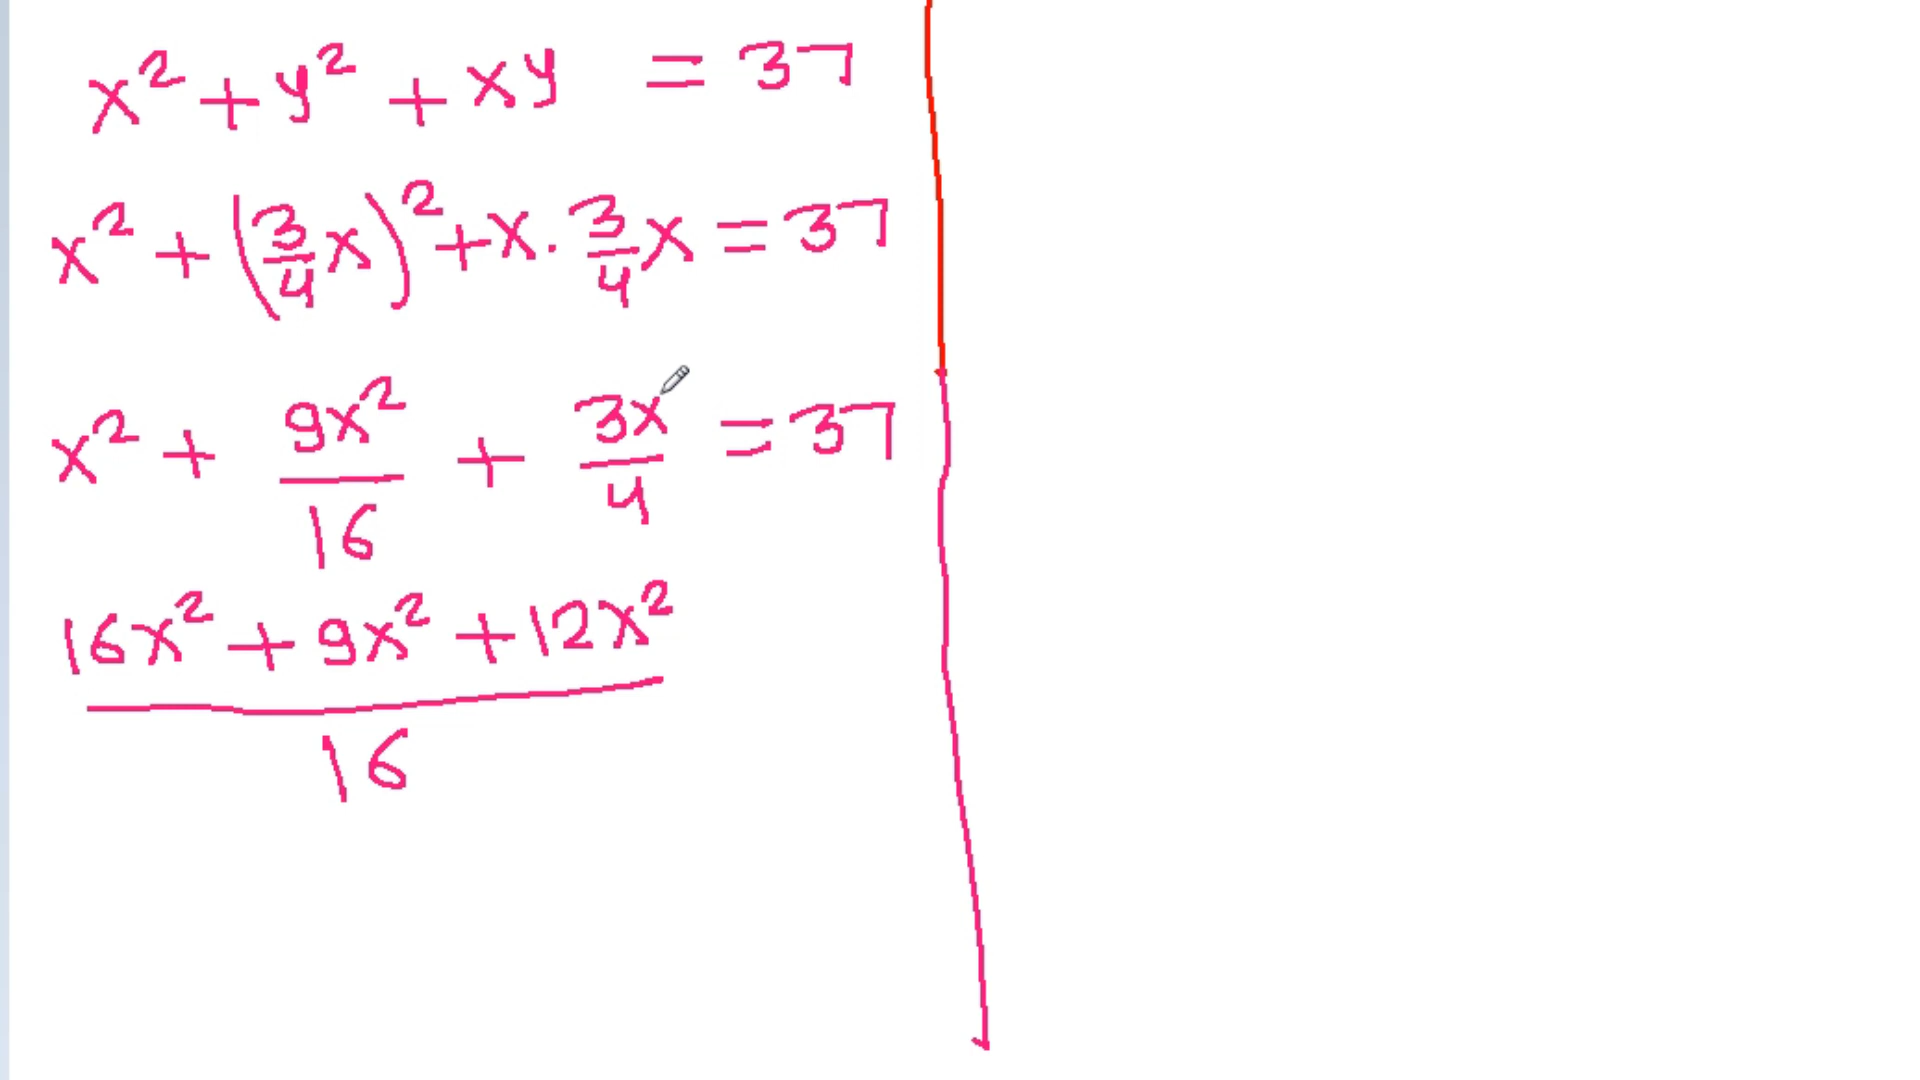 x² + y² + xy = 37
x² + (3/4 x)² + x · 3/4 x = 37
x² + 9x²/16 + 3x/4 = 37
16x² + 9x² + 12x²
16